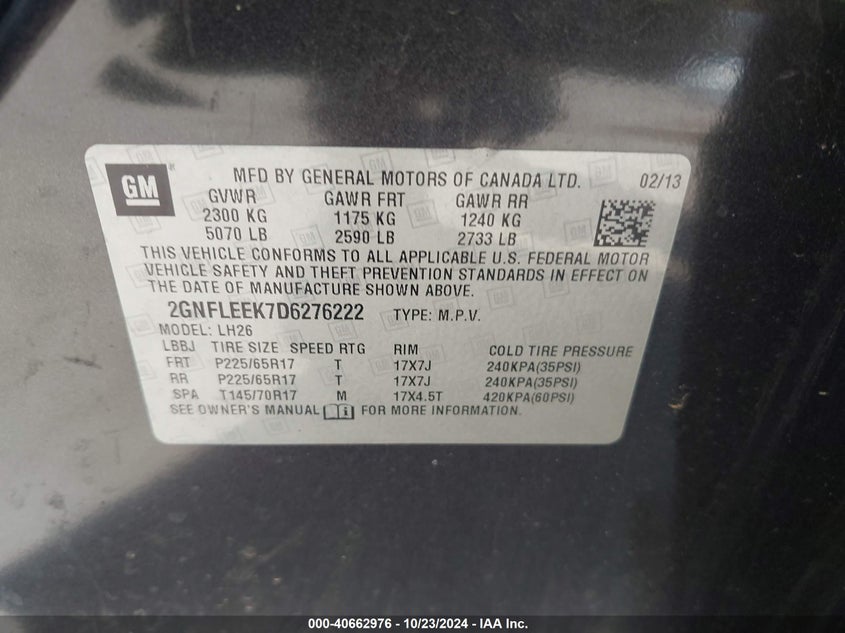 GM
MFD BY GENERAL MOTORS OF CANADA LTD. 02/13
GVWR GAWR FRT GAWR RR
2300 KG 1175 KG 1240 KG
5070 LB 2590 LB 2733 LB
THIS VEHICLE CONFORMS TO ALL APPLICABLE U.S. FEDERAL MOTOR
VEHICLE SAFETY AND THEFT PREVENTION STANDARDS IN EFFECT ON
THE DATE OF MANUFACTURE SHOWN ABOVE.
2GNFLEEK7D6276222 TYPE: M.P.V.
MODEL: LH26
LBBJ TIRE SIZE SPEED RTG RIM COLD TIRE PRESSURE
FRT P225/65R17 T 17X7J 240KPA(35PSI)
RR P225/65R17 T 17X7J 240KPA(35PSI)
SPA T145/70R17 M 17X4.5T 420KPA(60PSI)
SEE OWNER'S MANUAL FOR MORE INFORMATION.
000-40662976 - 10/23/2024 - IAA Inc.